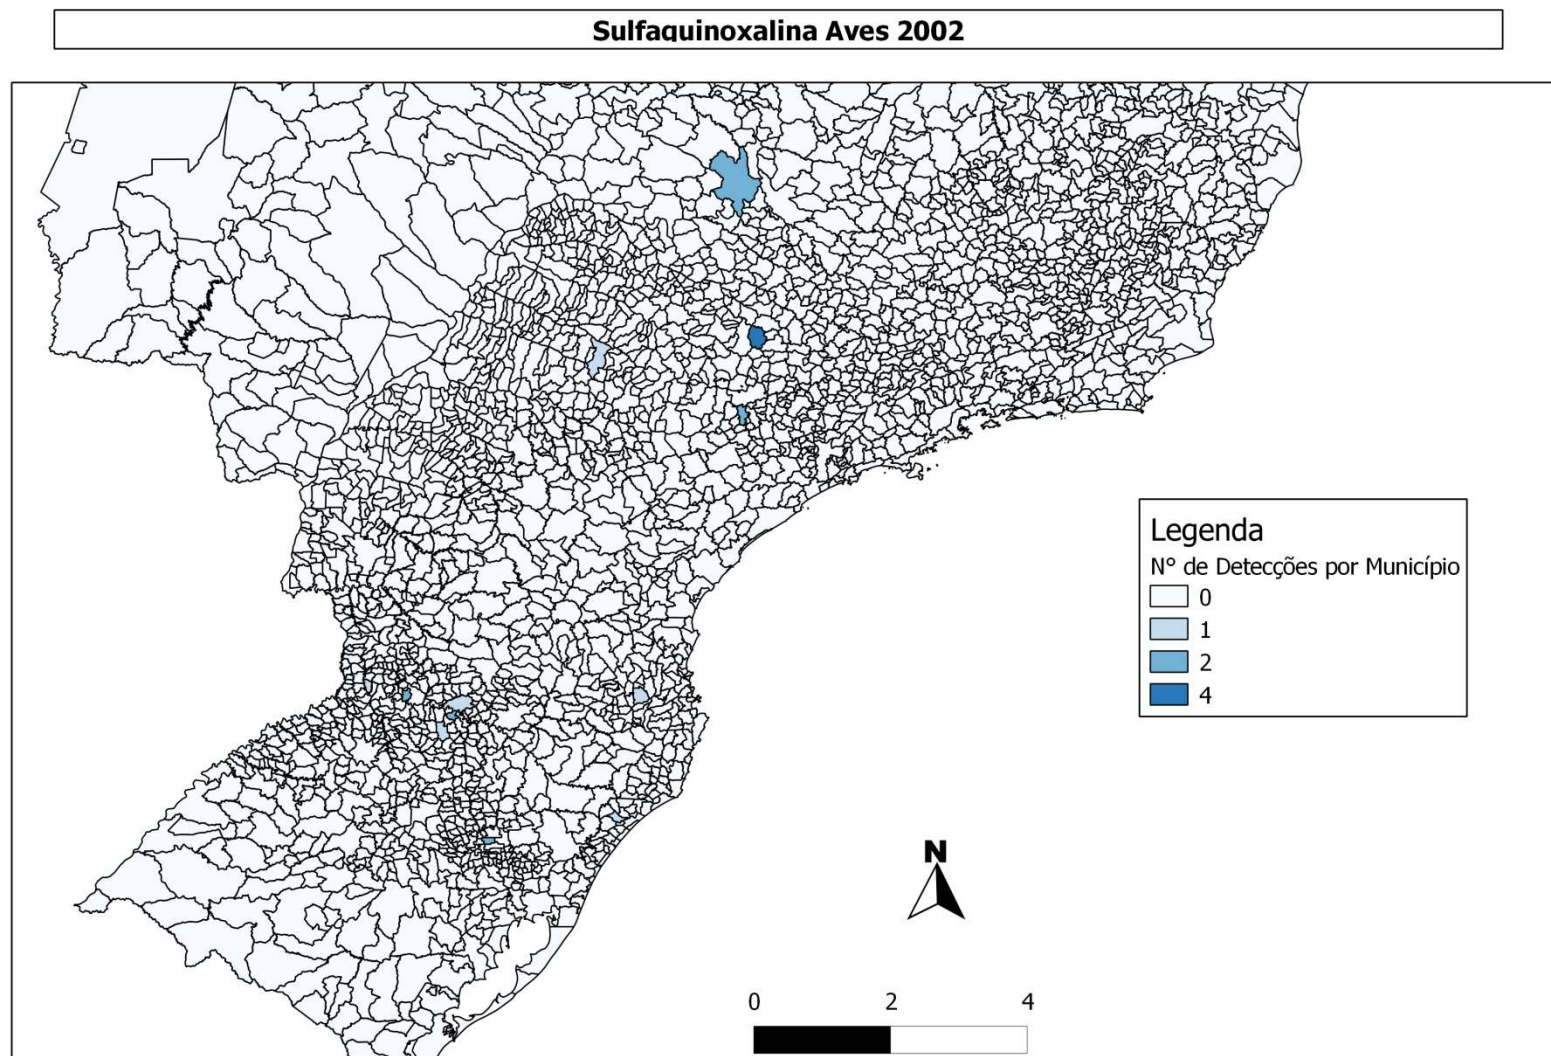 Sulfaquinoxalina Aves 2002
Legenda
N° de Detecções por Município
0
1
2
4
N
0 2 4